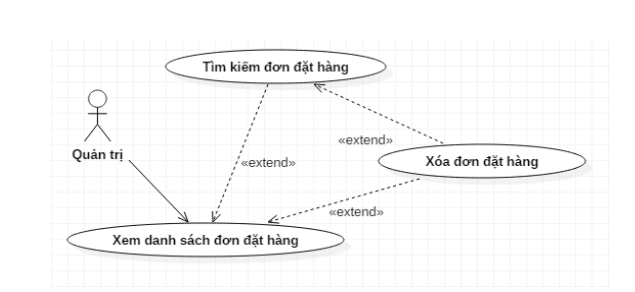 Tìm kiếm đơn đặt hàng
«extend»
Quản trị
«extend»
Xóa đơn đặt hàng
«extend»
Xem danh sách đơn đặt hàng